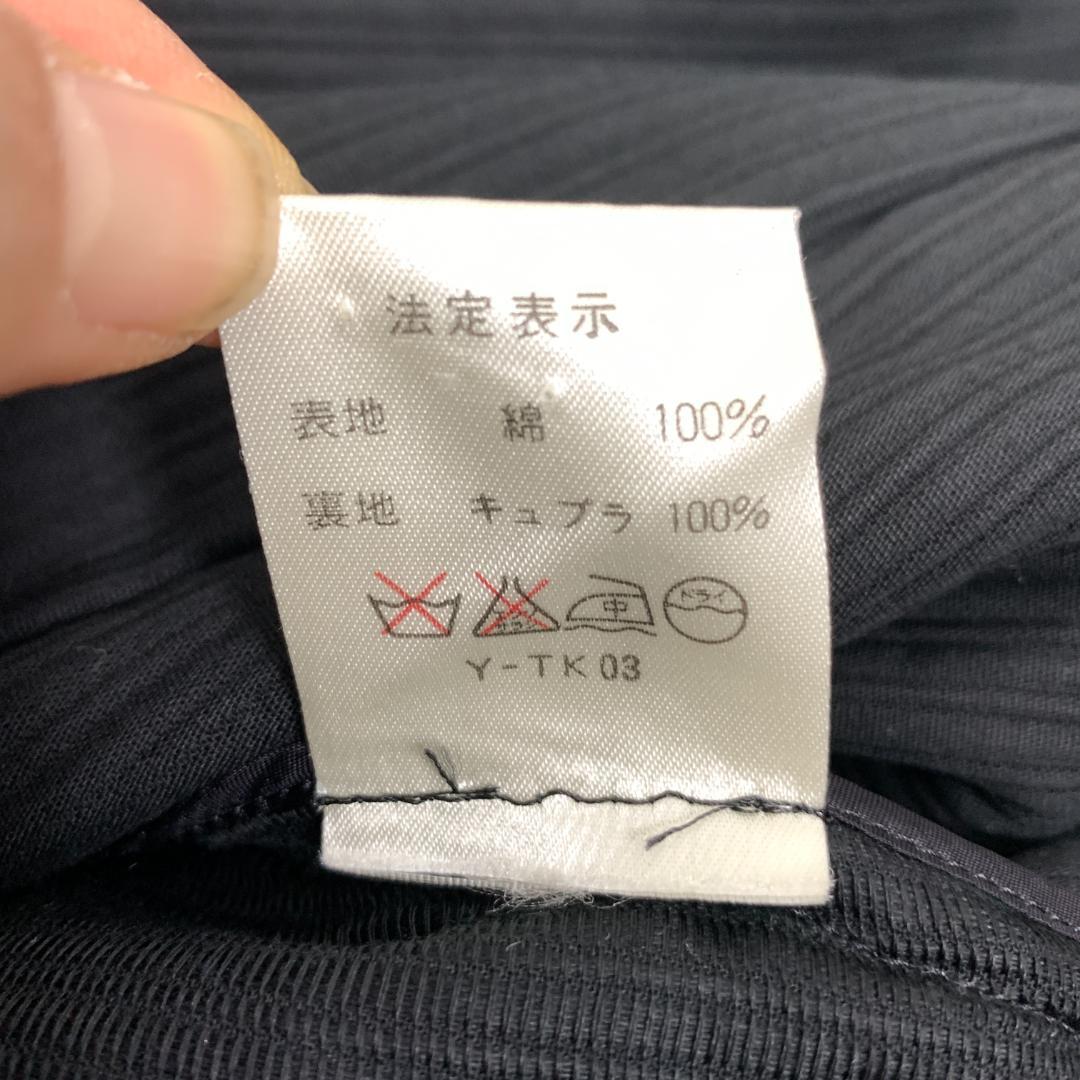 法定表示
表地 綿 100%
裏地 キュプラ 100%
中 ドライ
Y-TK03